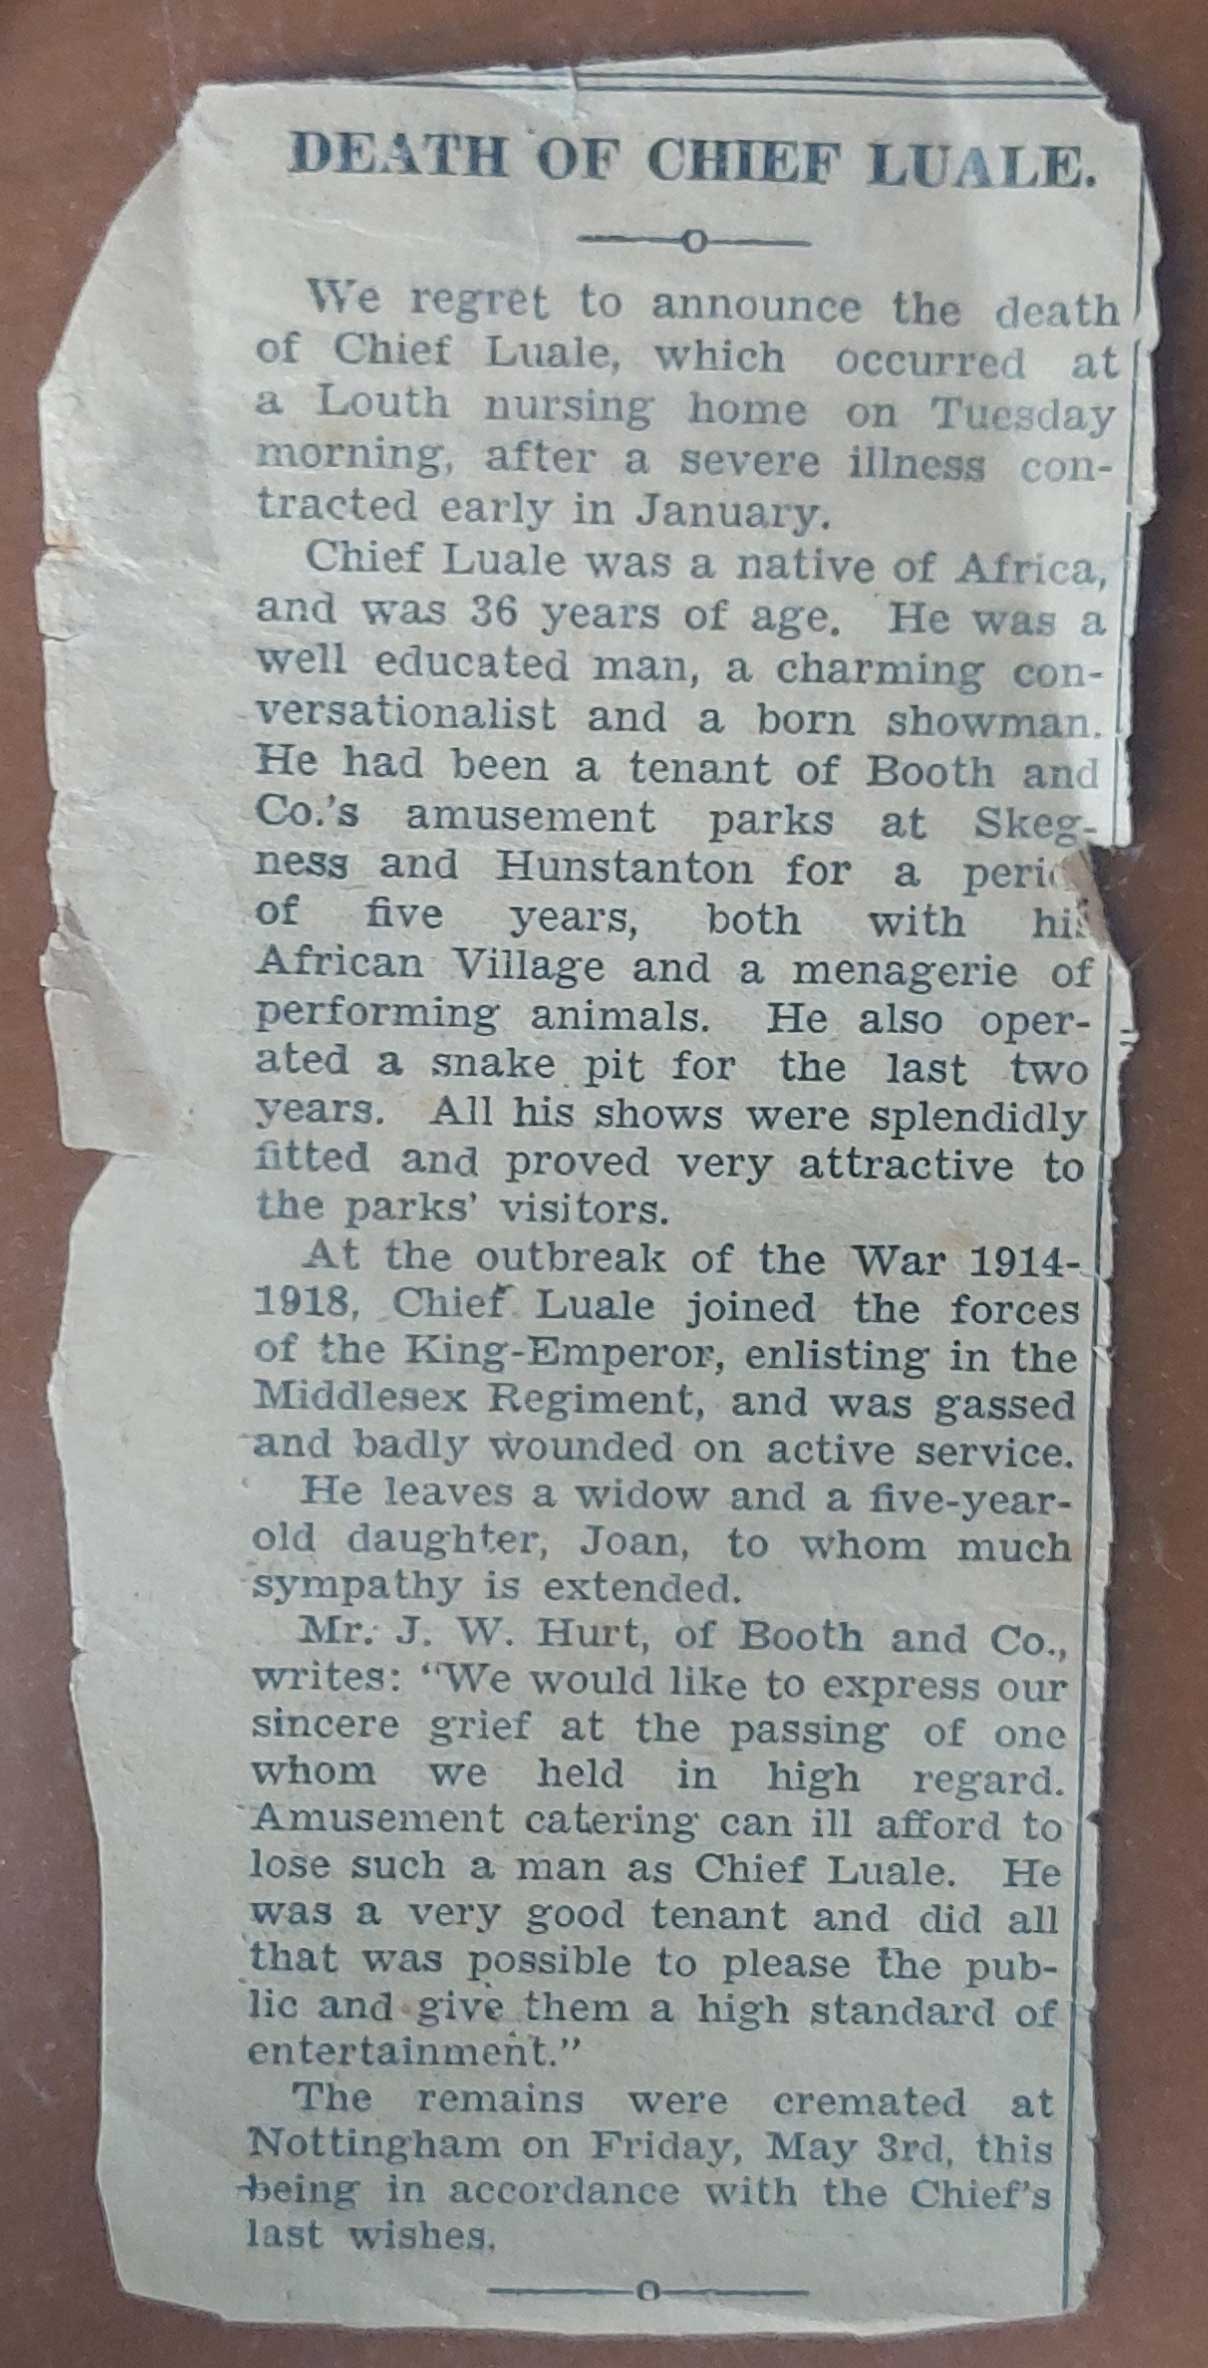 DEATH OF CHIEF LUALE.
We regret to announce the death
of Chief Luale, which occurred at
a Louth nursing home on Tuesday
morning, after a severe illness con-
tracted early in January.
Chief Luale was a native of Africa,
and was 36 years of age. He was a
well educated man, a charming con-
versationalist and a born showman.
He had been a tenant of Booth and
Co.'s amusement parks at Skeg-
ness and Hunstanton for a
of five years, both with his
African Village and a menagerie of
performing animals. He also oper-
ated a snake pit for the last two
years. All his shows were splendidly
fitted and proved very attractive to
the parks' visitors.
At the outbreak of the War 1914-
1918, Chief Luale joined the forces
of the King-Emperor, enlisting in the
Middlesex Regiment, and was gassed
and badly wounded on active service.
He leaves a widow and a five-year-
old daughter, Joan, to whom much
sympathy is extended.
Mr. J. W. Hurt, of Booth and Co.,
writes: "We would like to express our
sincere grief at the passing of one
whom we held in high regard.
Amusement catering can ill afford to
lose such a man as Chief Luale. He
was a very good tenant and did all
that was possible to please the pub-
lic and give them a high standard of
entertainment."
The remains were cremated at
Nottingham on Friday, May 3rd, this
being in accordance with the Chief's
last wishes.